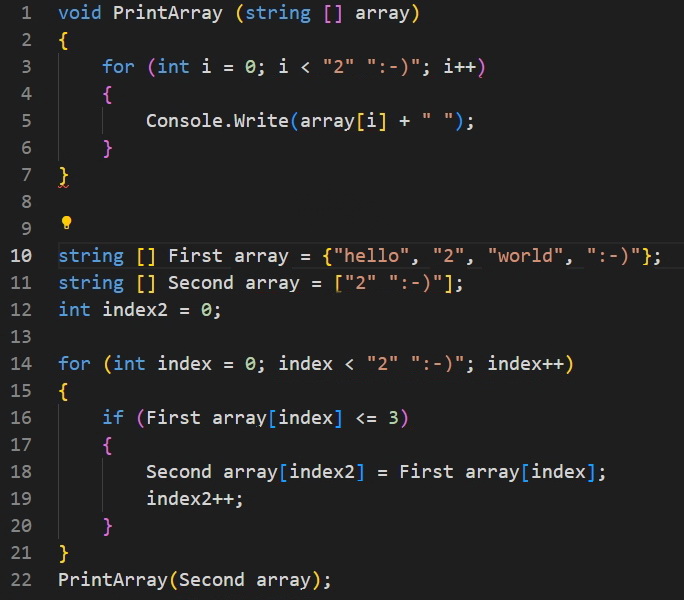 1 void PrintArray (string [] array)
2 {
3 for (int i = 0; i < "2" ":-)"; i++)
4 {
5 Console.Write(array[i] + " ");
6 }
7 }
8
9
10 string [] First array = {"hello", "2", "world", ":-)"};
11 string [] Second array = ["2" ":-)"];
12 int index2 = 0;
13
14 for (int index = 0; index < "2" ":-)"; index++)
15 {
16 if (First array[index] <= 3)
17 {
18 Second array[index2] = First array[index];
19 index2++;
20 }
21 }
22 PrintArray(Second array);